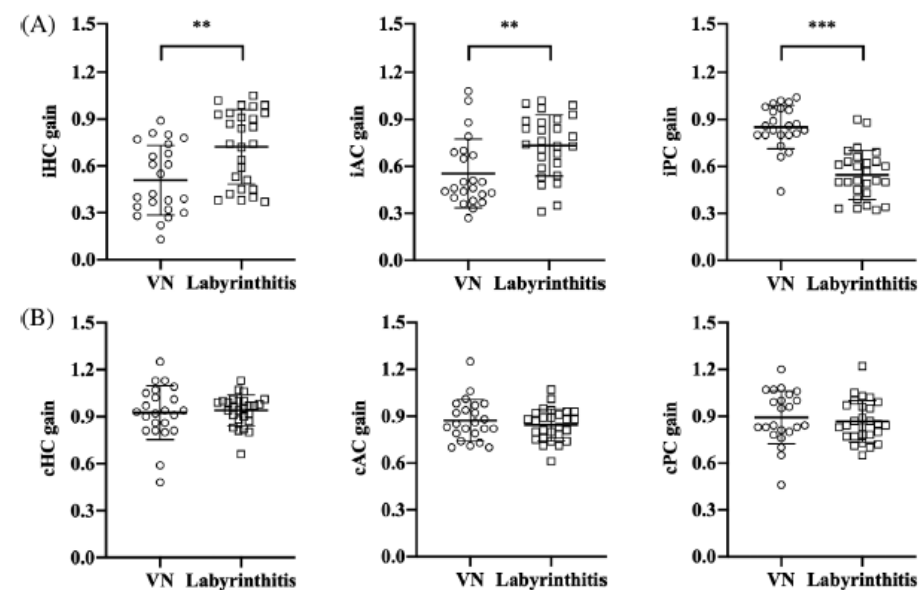 (A)
**
iHC gain
1.5
1.2
0.9
0.6
0.3
0.0
VN Labyrinthitis
**
iAC gain
1.5
1.2
0.9
0.6
0.3
0.0
VN Labyrinthitis
***
iPC gain
1.5
1.2
0.9
0.6
0.3
0.0
VN Labyrinthitis
(B)
cHC gain
1.5
1.2
0.9
0.6
0.3
0.0
VN Labyrinthitis
cAC gain
1.5
1.2
0.9
0.6
0.3
0.0
VN Labyrinthitis
cPC gain
1.5
1.2
0.9
0.6
0.3
0.0
VN Labyrinthitis